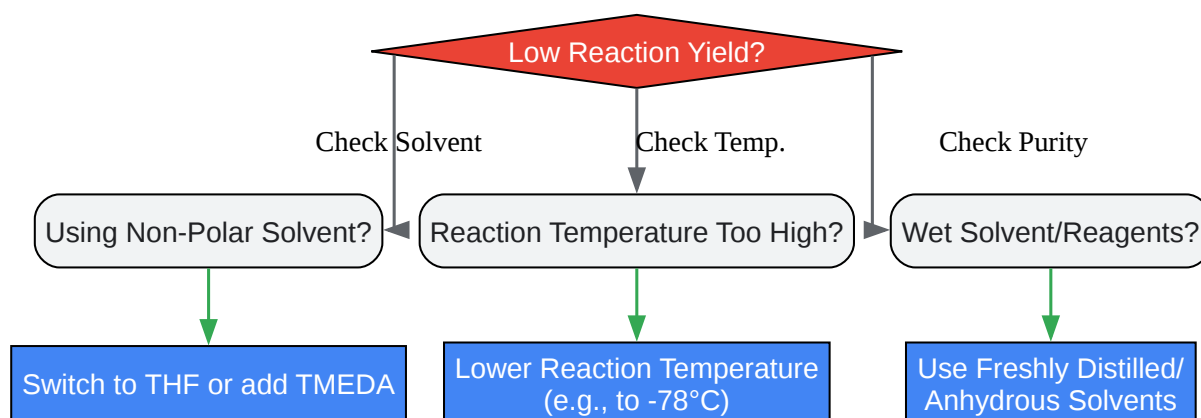 Low Reaction Yield?
Check Solvent
Check Temp.
Check Purity
Using Non-Polar Solvent?
Reaction Temperature Too High?
Wet Solvent/Reagents?
Switch to THF or add TMEDA
Lower Reaction Temperature
(e.g., to -78°C)
Use Freshly Distilled/
Anhydrous Solvents